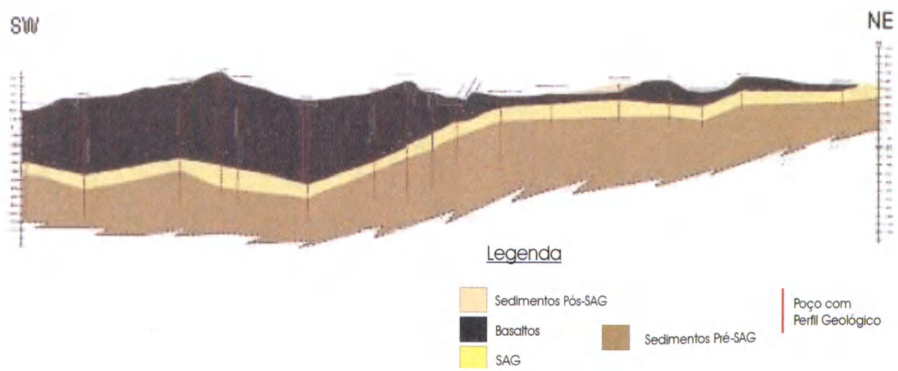 SW
NE
Legenda
Sedimentos Pós-SAG
Basaltos
SAG
Sedimentos Pré-SAG
Poço com
Perfil Geológico